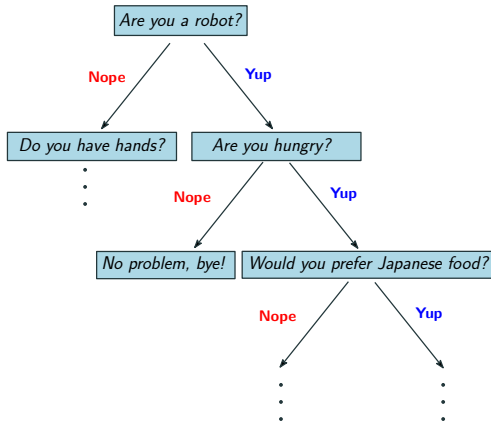 Are you a robot?
Nope
Yup
Do you have hands?
Are you hungry?
Nope
Yup
No problem, bye!
Would you prefer Japanese food?
Nope
Yup